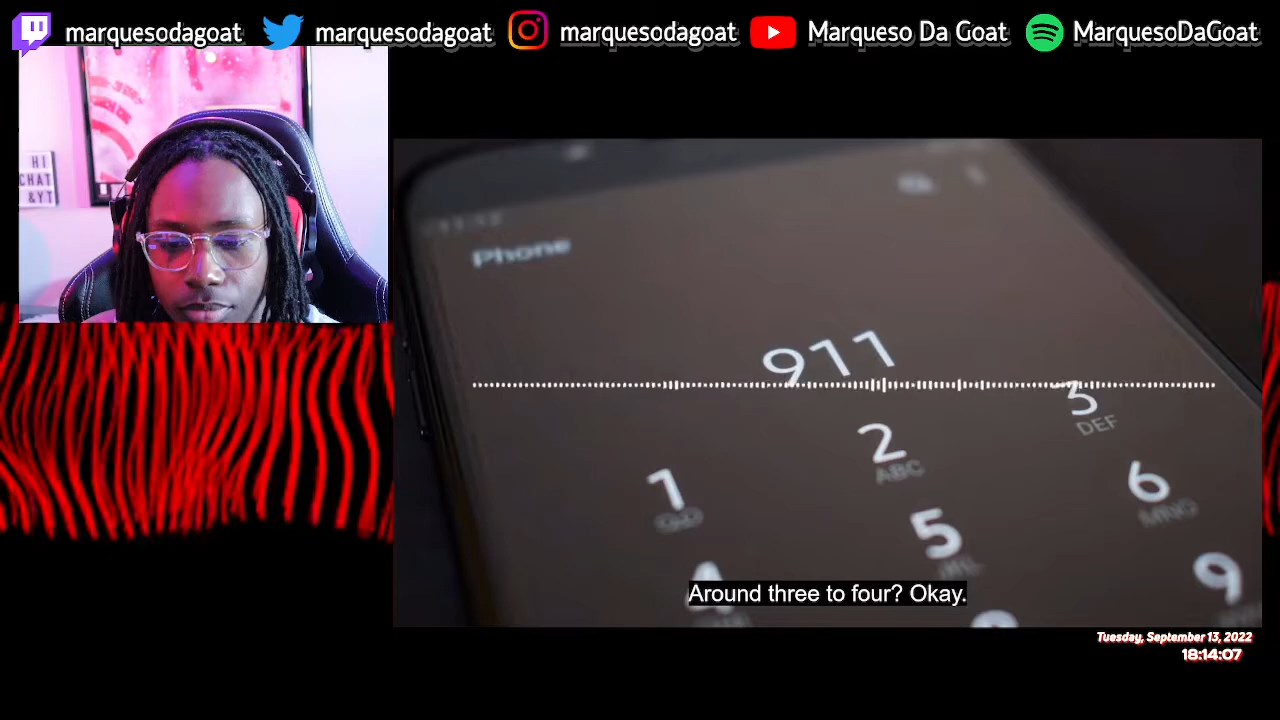 marquesodagoat
marquesodagoat
marquesodagoat
Marqueso Da Goat
MarquesoDaGoat
HI
CHAT
&YT
Phone
911
1
2
ABC
3
DEF
4
5
6
MNO
9
Around three to four? Okay.
Tuesday, September 13, 2022
18:14:07